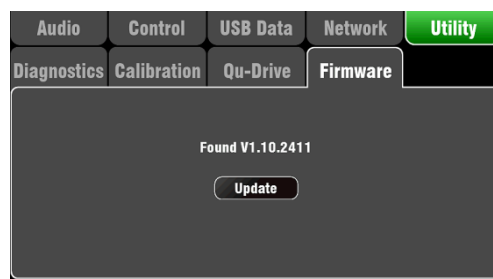 Audio Control USB Data Network Utility
Diagnostics Calibration Qu-Drive Firmware
Found V1.10.2411
Update